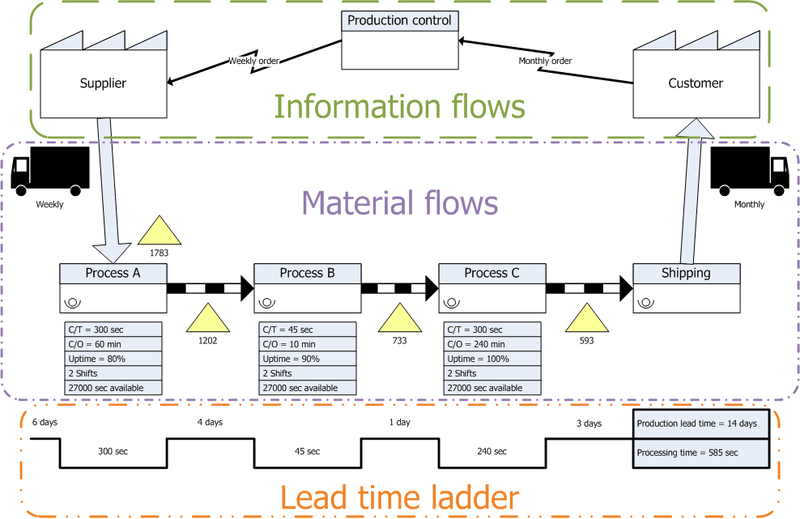 Production control
Supplier
Weekly order
Monthly order
Customer
Information flows
Weekly
Material flows
Monthly
1783
Process A
Process B
Process C
Shipping
1202
733
593
C/T = 300 sec
C/O = 60 min
Uptime = 80%
2 Shifts
27000 sec available
C/T = 45 sec
C/O = 10 min
Uptime = 90%
2 Shifts
27000 sec available
C/T = 300 sec
C/O = 240 min
Uptime = 100%
2 Shifts
27000 sec available
6 days
4 days
1 day
3 days
Production lead time = 14 days
300 sec
45 sec
240 sec
Processing time = 585 sec
Lead time ladder